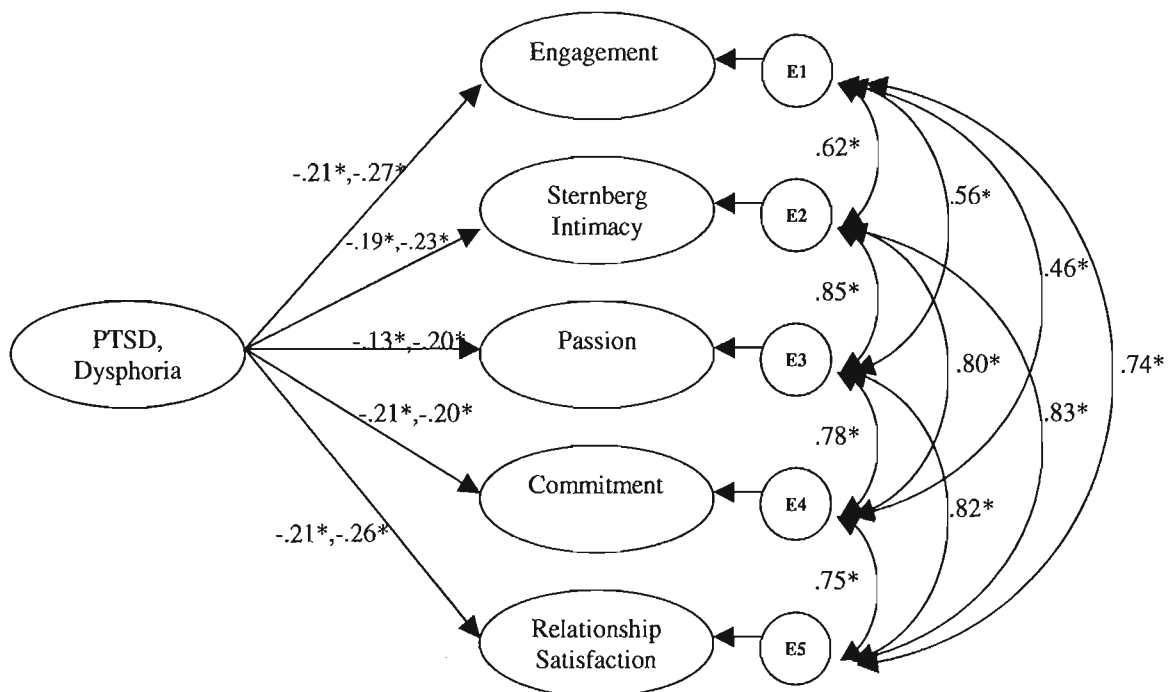 Engagement
E1
-.21*,-.27*
.62*
Sternberg
Intimacy
E2
.56*
-.19*,-.23*
.46*
.85*
PTSD,
Dysphoria
-.13*,-.20*
Passion
E3
.80*
.74*
-.21*,-.20*
.83*
.78*
Commitment
E4
.82*
-.21*,-.26*
.75*
Relationship
Satisfaction
E5